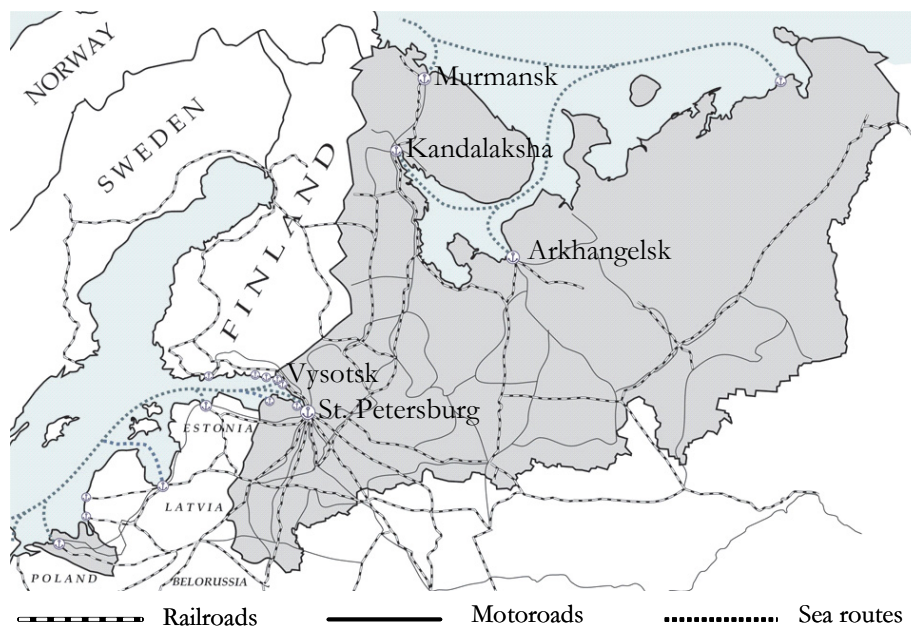 NORWAY
SWEDEN
FINLAND
Murmansk
Kandalaksha
Arkhangelsk
Vysotsk
St. Petersburg
ESTONIA
LATVIA
POLAND
BELORUSSIA
Railroads
Motoroads
Sea routes